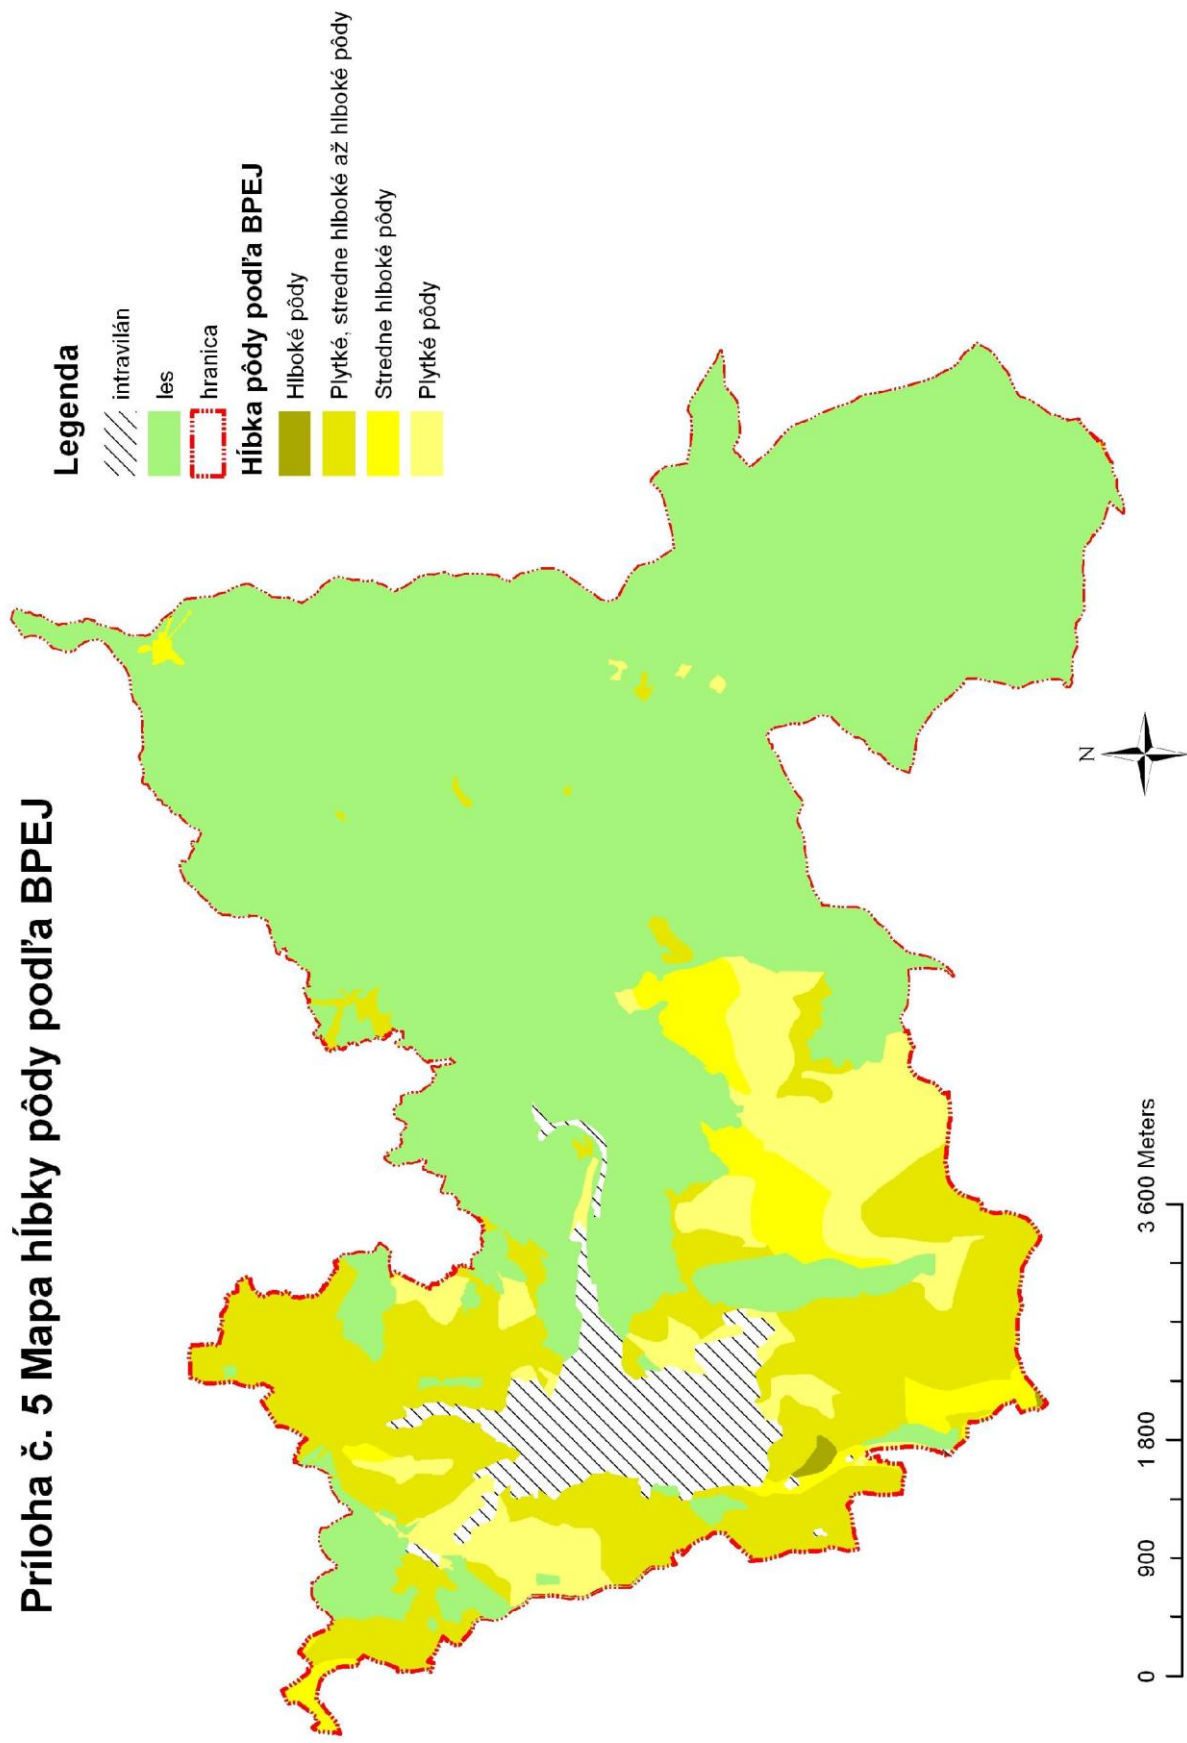 Príloha č. 5 Mapa hĺbky pôdy podľa BPEJ
Legenda
intravilán
les
hranica
Hĺbka pôdy podľa BPEJ
Hlboké pôdy
Plytké, stredne hlboké až hlboké pôdy
Stredne hlboké pôdy
Plytké pôdy
N
0 900 1 800 3 600 Meters